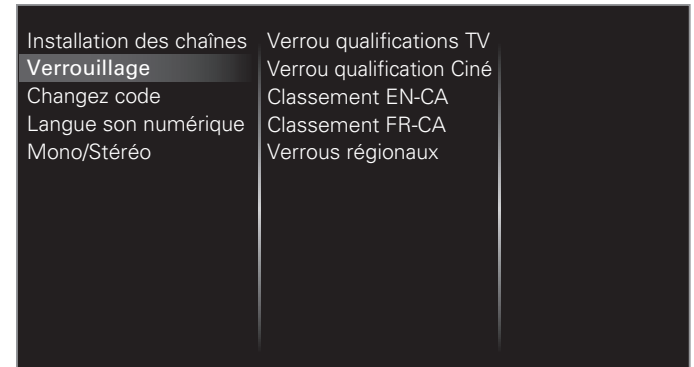 Installation des chaînes
Verrouillage
Changez code
Langue son numérique
Mono/Stéréo
Verrou qualifications TV
Verrou qualification Ciné
Classement EN-CA
Classement FR-CA
Verrous régionaux